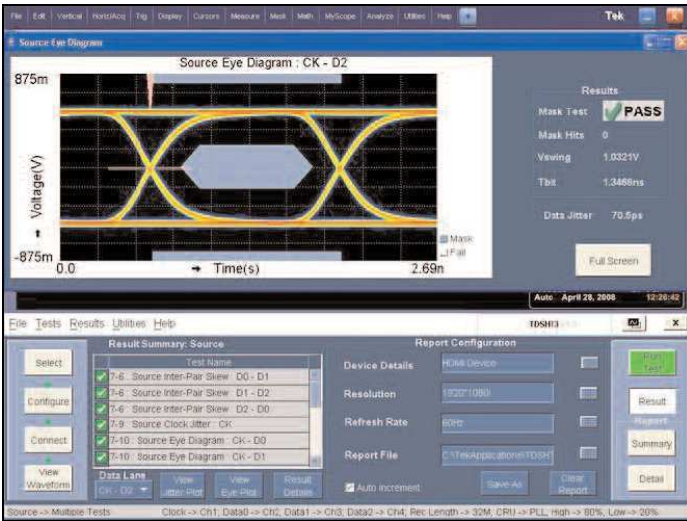 File Edit Vertical Horiz/Acq Trig Display Cursors Measure Mask Math MyScope Analyze Utilities Help Tek
Source Eye Diagram
Source Eye Diagram : CK - D2
875m
Voltage(V)
-875m
0.0
Time(s)
2.69n
Mask
Fail
Results
Mask Test PASS
Mask Hits 0
Vswing 1.0321V
Tbit 1.3468ns
Data Jitter 70.5ps
Full Screen
Auto April 28, 2008 12:26:42
File Tests Results Utilities Help TDSHT3 X
Select
Configure
Connect
View Waveform
Result Summary: Source
Test Name
7-6 : Source Inter-Pair Skew : D0 - D1
7-6 : Source Inter-Pair Skew : D1 - D2
7-6 : Source Inter-Pair Skew : D2 - D0
7-9 : Source Clock Jitter : CK
7-10 : Source Eye Diagram : CK - D0
7-10 : Source Eye Diagram : CK - D1
Data Lane
CK - D2
View Jitter Plot
View Eye Plot
Result Details
Report Configuration
Device Details HDMI Device
Resolution
Refresh Rate 60Hz
Report File C:\TekApplications\TDSHT
Auto Increment
Save As
Clear Report
Run Test
Result
Report
Summary
Detail
Source -> Multiple Tests Clock -> Ch1, Data0 -> Ch2, Data1 -> Ch3, Data2 -> Ch4, Rec Length -> 32M, CRU -> PLL, High -> 80%, Low -> 20%